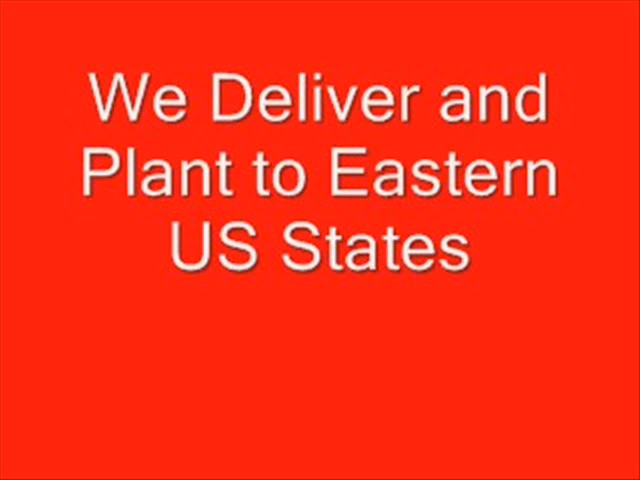 We Deliver and
Plant to Eastern
US States